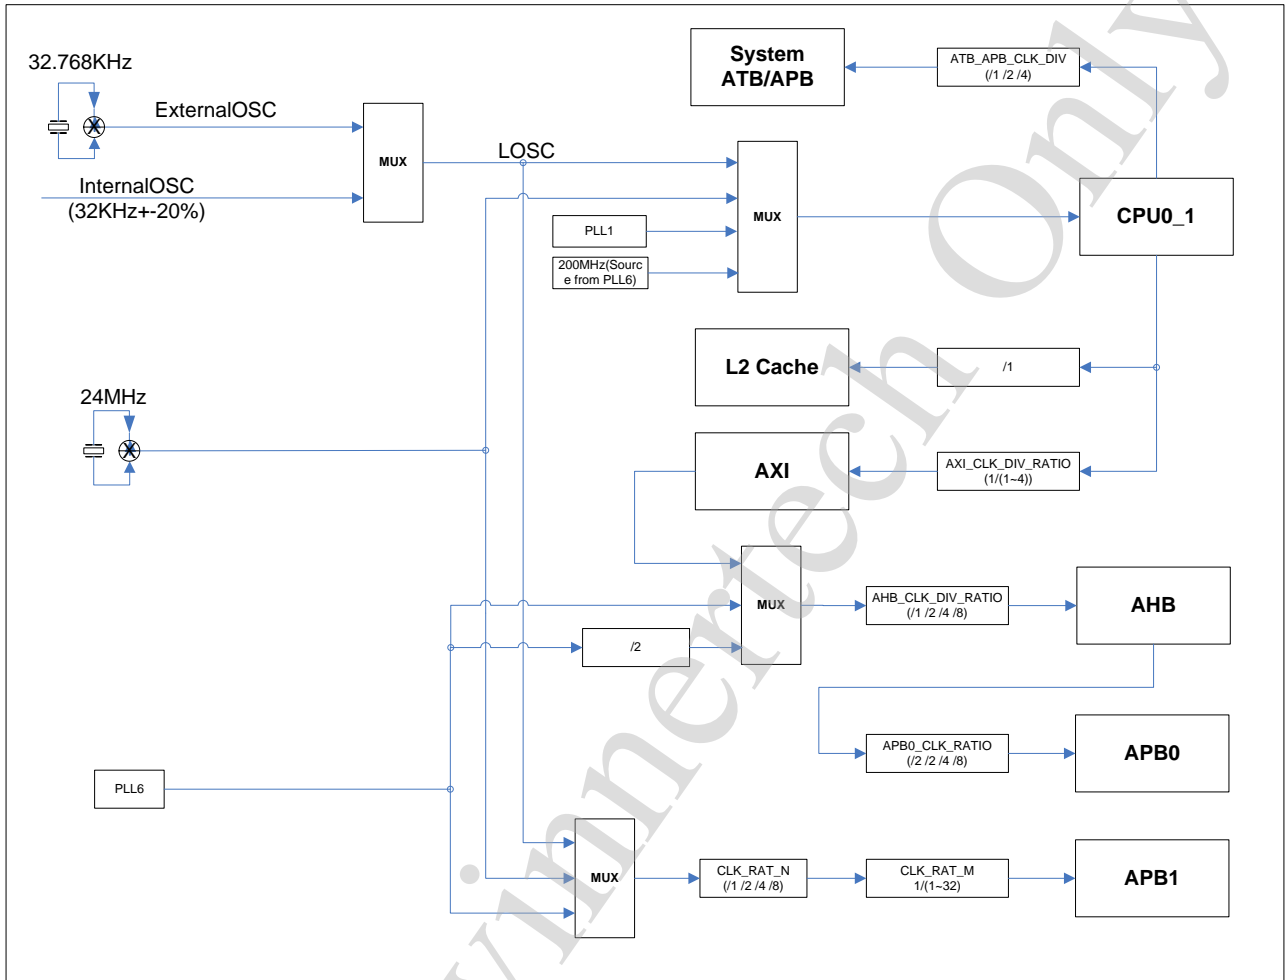 32.768KHz
ExternalOSC
InternalOSC
(32KHz+-20%)
MUX
LOSC
System
ATB/APB
ATB_APB_CLK_DIV
(/1 /2 /4)
PLL1
200MHz(Sourc
e from PLL6)
MUX
CPU0_1
L2 Cache
/1
24MHz
AXI
AXI_CLK_DIV_RATIO
(1/(1~4))
MUX
AHB_CLK_DIV_RATIO
(/1 /2 /4 /8)
AHB
/2
APB0_CLK_RATIO
(/2 /2 /4 /8)
APB0
PLL6
MUX
CLK_RAT_N
(/1 /2 /4 /8)
CLK_RAT_M
1/(1~32)
APB1
winnertech Only